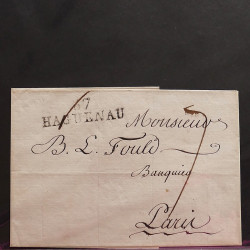 67
HAGUENAU
Monsieur
B. L. Fould
Banquier
Paris